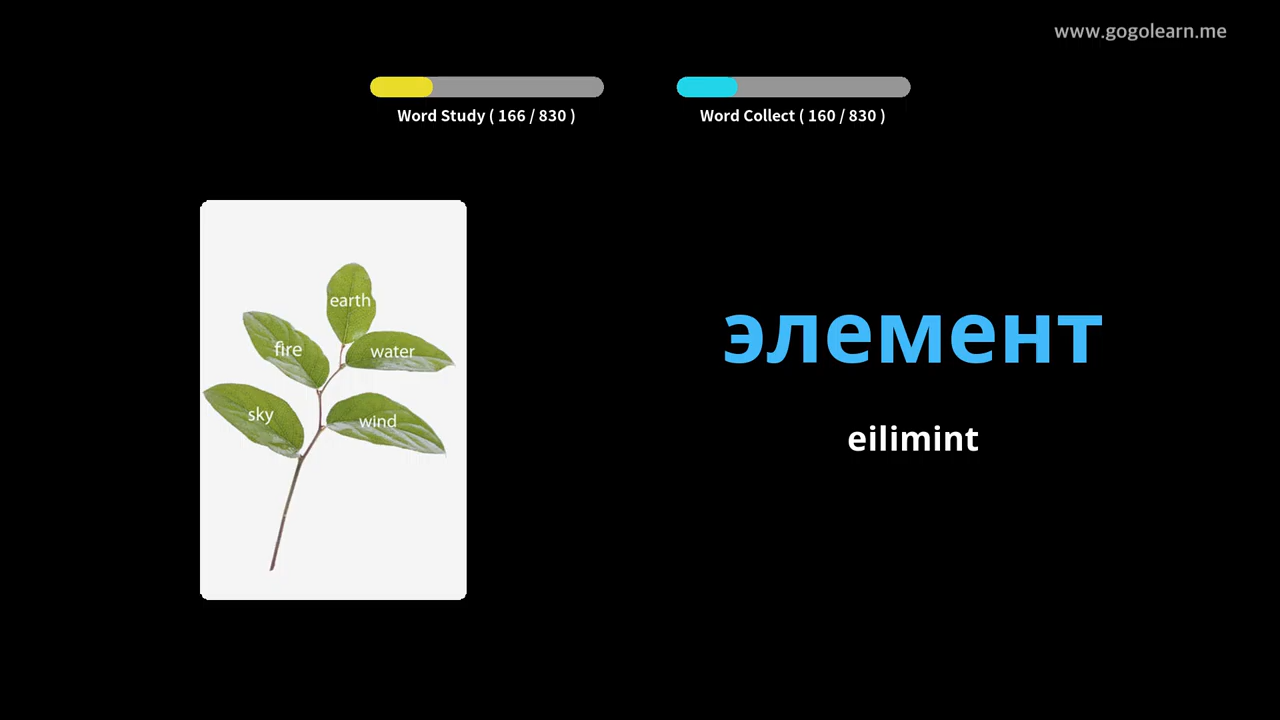 www.gogolearn.me
Word Study ( 166 / 830 )
Word Collect ( 160 / 830 )
earth
fire
water
sky
wind
элемент
eilimint